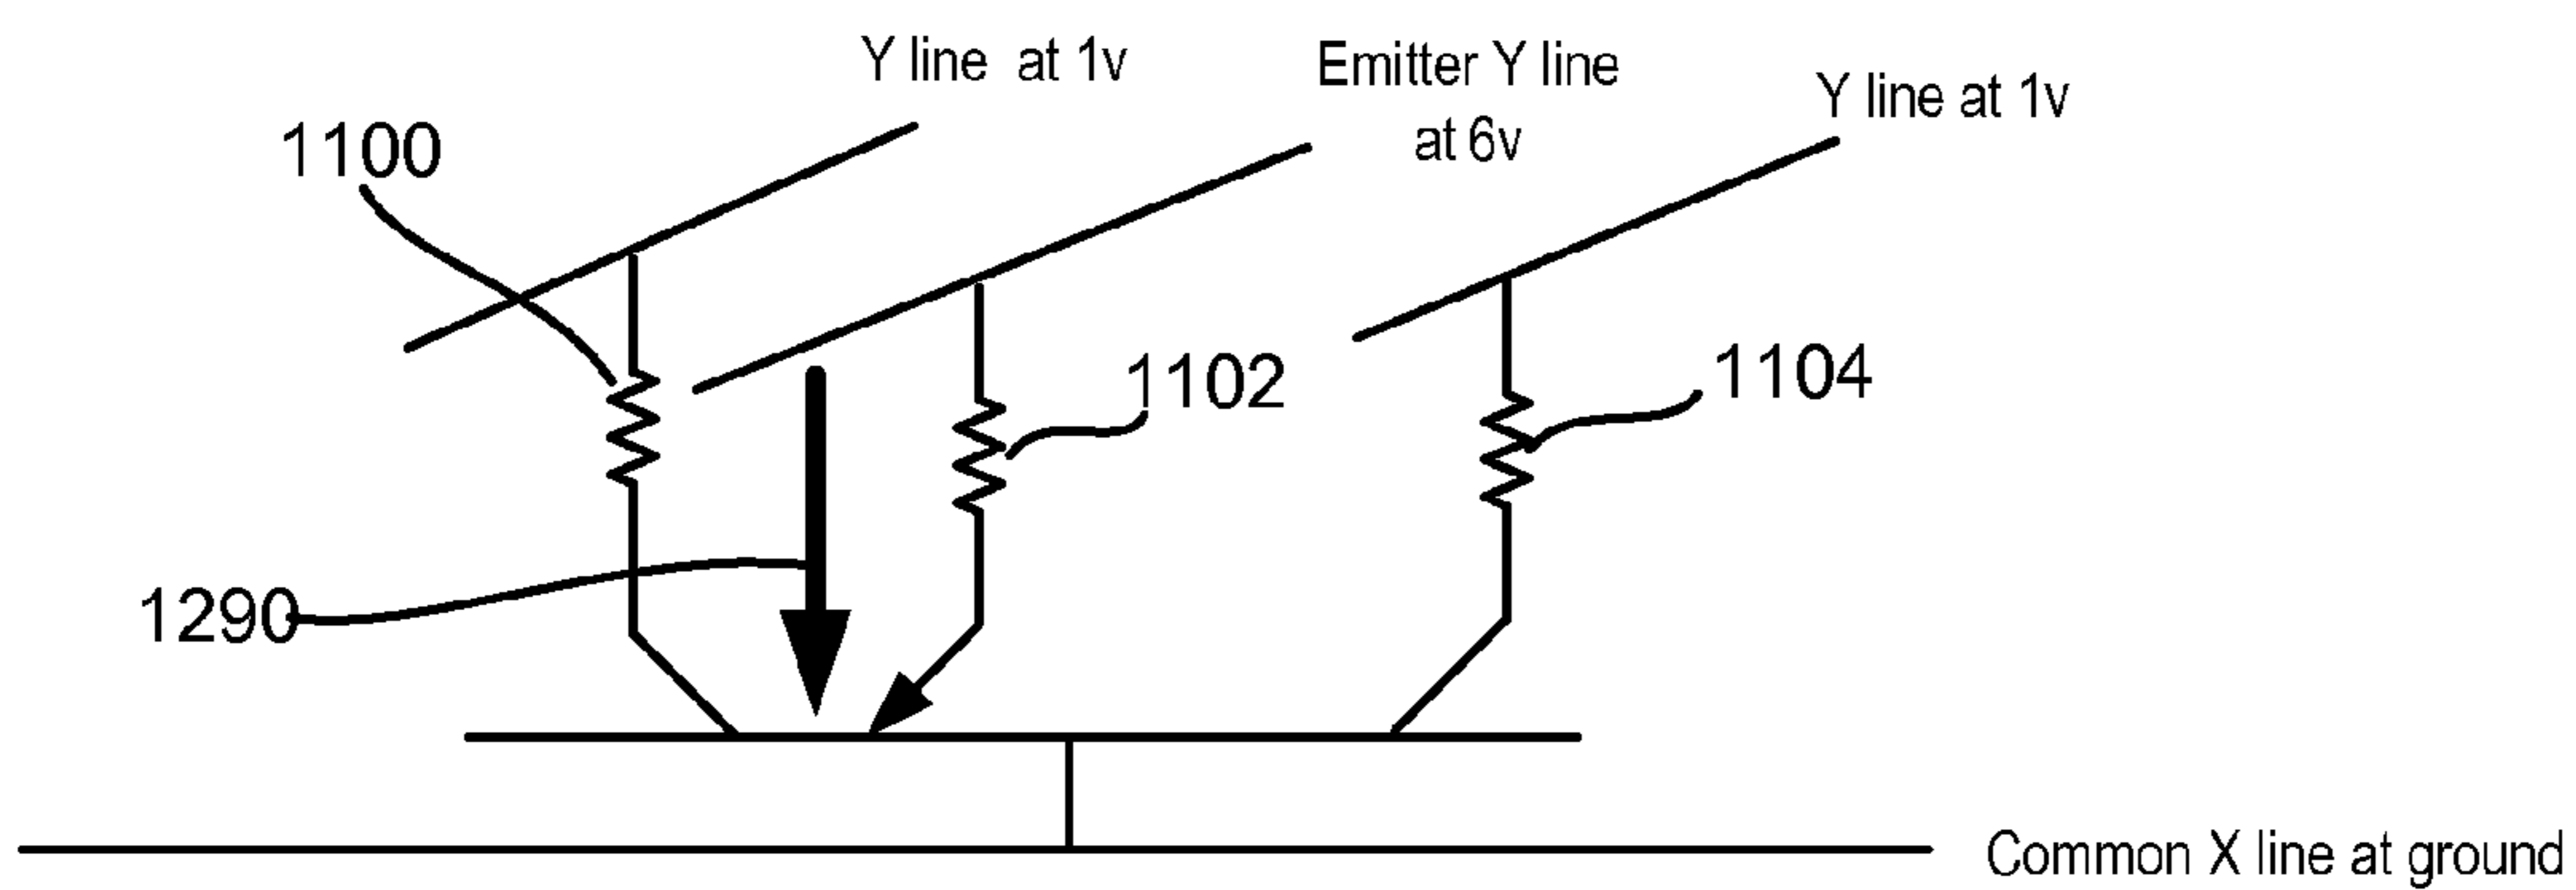 Y line at 1v
Emitter Y line
at 6v
Y line at 1v
1100
1102
1104
1290
Common X line at ground